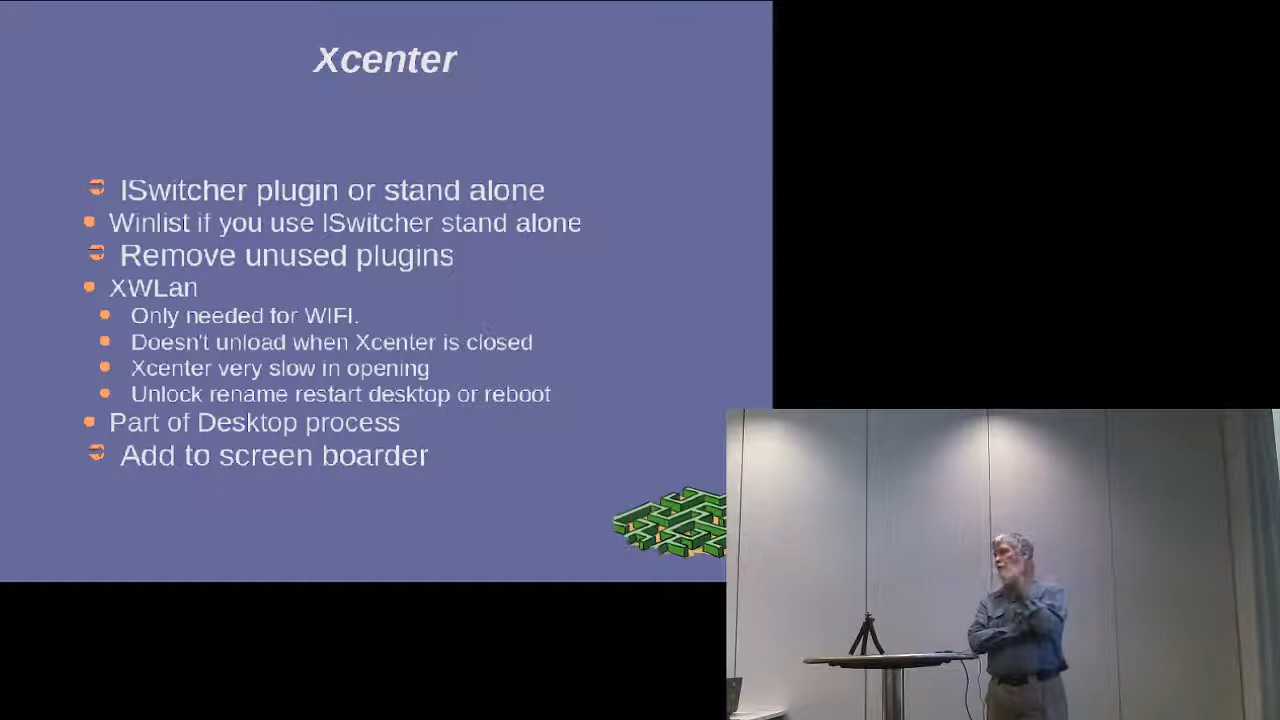 Xcenter
lSwitcher plugin or stand alone
Winlist if you use lSwitcher stand alone
Remove unused plugins
XWLan
Only needed for WIFI.
Doesn't unload when Xcenter is closed
Xcenter very slow in opening
Unlock rename restart desktop or reboot
Part of Desktop process
Add to screen boarder